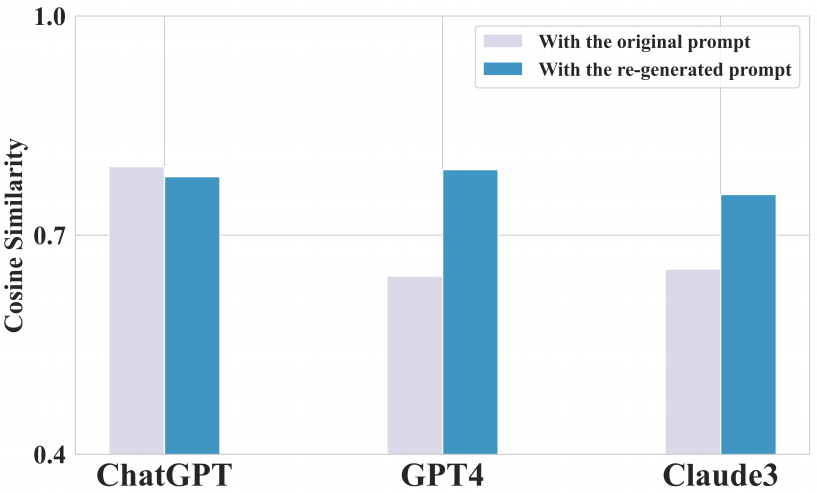 1.0
With the original prompt
With the re-generated prompt
Cosine Similarity
0.7
0.4
ChatGPT GPT4 Claude3